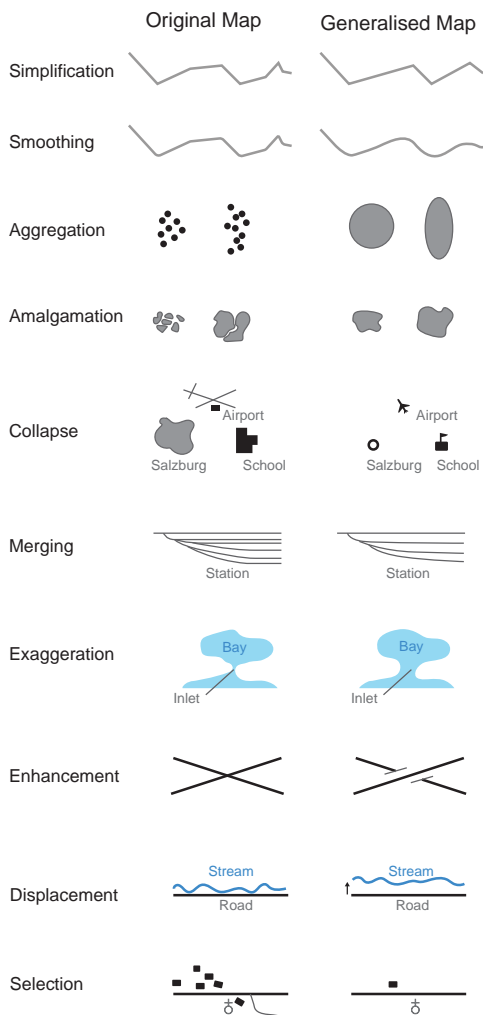 Original Map Generalised Map
Simplification
Smoothing
Aggregation
Amalgamation
Airport Airport
Collapse
Salzburg School Salzburg School
Merging
Station Station
Bay Bay
Exaggeration
Inlet Inlet
Enhancement
Stream Stream
Displacement
Road Road
Selection